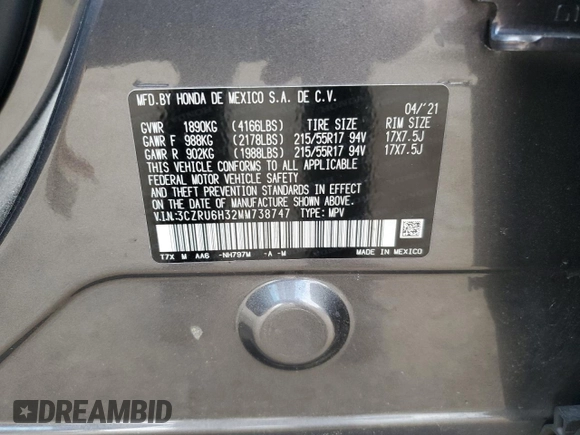 MFD.BY HONDA DE MEXICO S.A. DE C.V.
04/'21
GVWR 1890KG (4166LBS) TIRE SIZE RIM SIZE
GAWR F 988KG (2178LBS) 215/55R17 94V 17X7.5J
GAWR R 902KG (1988LBS) 215/55R17 94V 17X7.5J
THIS VEHICLE CONFORMS TO ALL APPLICABLE
FEDERAL MOTOR VEHICLE SAFETY
AND THEFT PREVENTION STANDARDS IN EFFECT
ON THE DATE OF MANUFACTURE SHOWN ABOVE.
V.I.N:3CZRU6H32MM738747 TYPE: MPV
T7X M AA6 -NH797M -A -M MADE IN MEXICO
DREAMBID